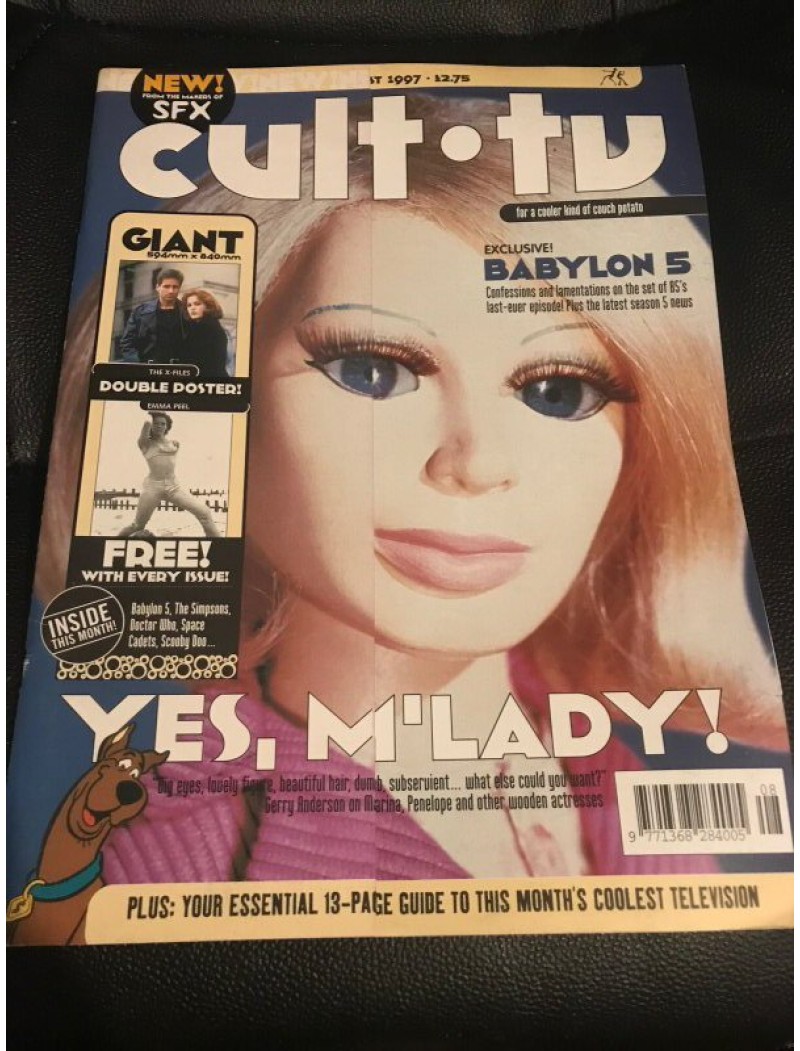 NEW!
FROM THE MAKERS OF
SFX
ST 1997 · £2.75
cult·tv
for a cooler kind of couch potato
GIANT
594mm x 840mm
THE X-FILES
DOUBLE POSTER!
EMMA PEEL
FREE!
WITH EVERY ISSUE!
INSIDE
THIS MONTH!
Babylon 5, The Simpsons,
Doctor Who, Space
Cadets, Scooby Doo...
EXCLUSIVE!
BABYLON 5
Confessions and lamentations on the set of B5's
last-ever episode! Plus the latest season 5 news
YES, M'LADY!
"Big eyes, lovely figure, beautiful hair, dumb, subservient... what else could you want?"
Gerry Anderson on Marina, Penelope and other wooden actresses
08
9 771368 284005
PLUS: YOUR ESSENTIAL 13-PAGE GUIDE TO THIS MONTH'S COOLEST TELEVISION